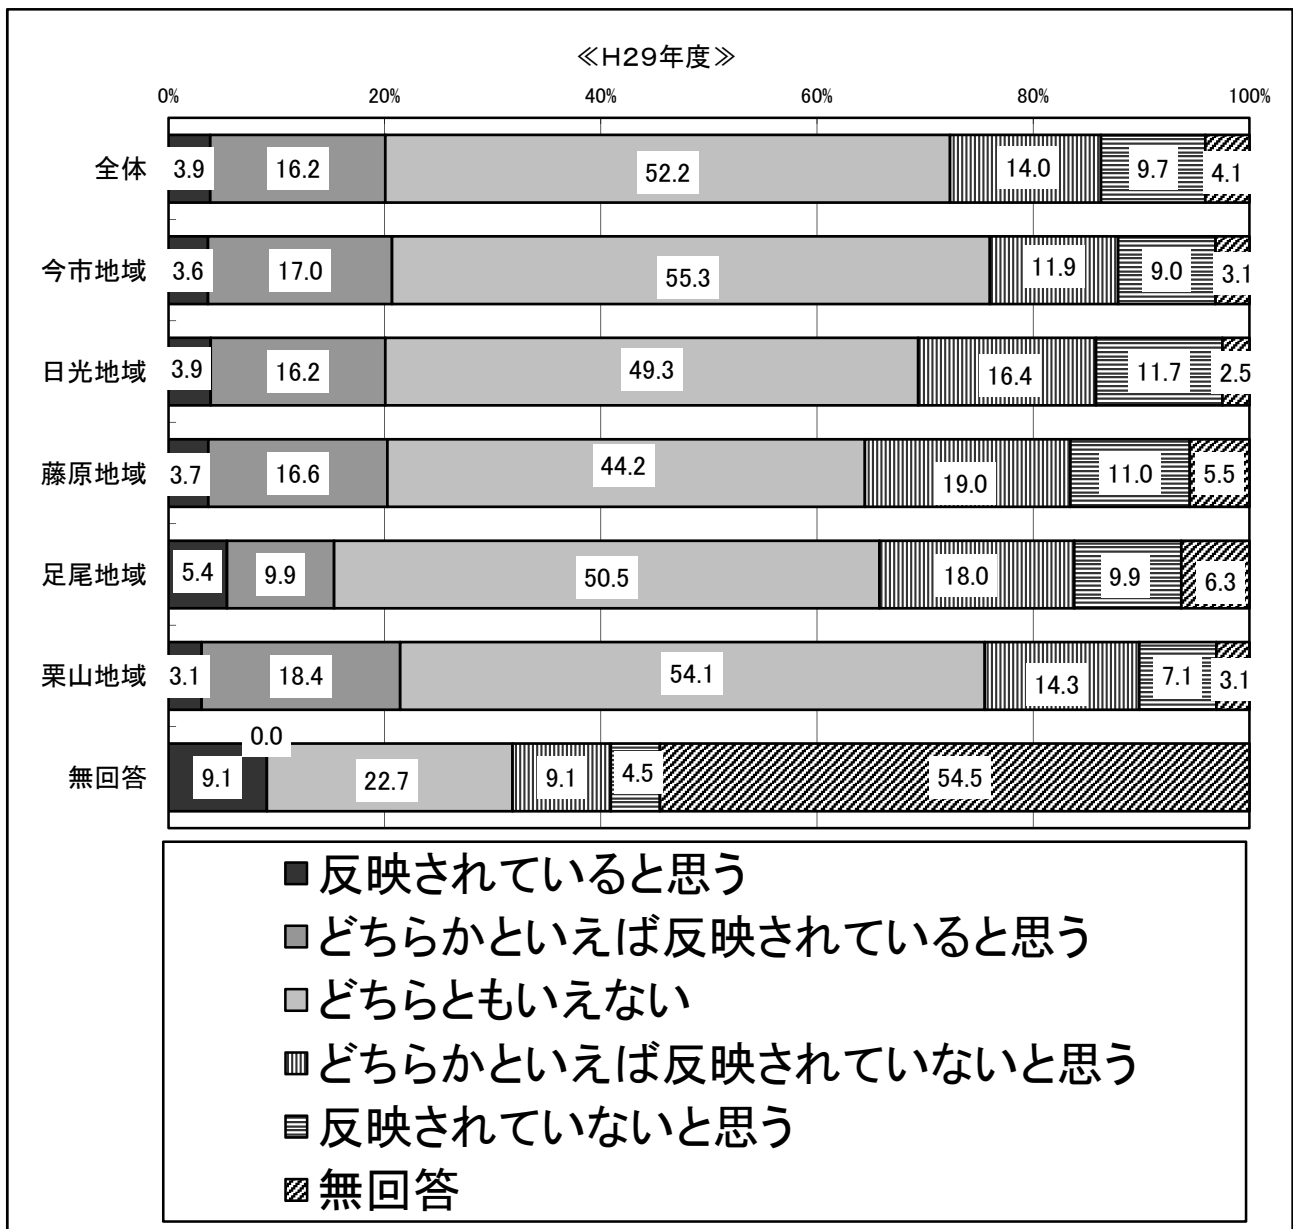 ≪H29年度≫
0% 20% 40% 60% 80% 100%
全体 3.9 16.2 52.2 14.0 9.7 4.1
今市地域 3.6 17.0 55.3 11.9 9.0 3.1
日光地域 3.9 16.2 49.3 16.4 11.7 2.5
藤原地域 3.7 16.6 44.2 19.0 11.0 5.5
足尾地域 5.4 9.9 50.5 18.0 9.9 6.3
栗山地域 3.1 18.4 54.1 14.3 7.1 3.1
無回答 9.1 0.0 22.7 9.1 4.5 54.5
反映されていると思う
どちらかといえば反映されていると思う
どちらともいえない
どちらかといえば反映されていないと思う
反映されていないと思う
無回答